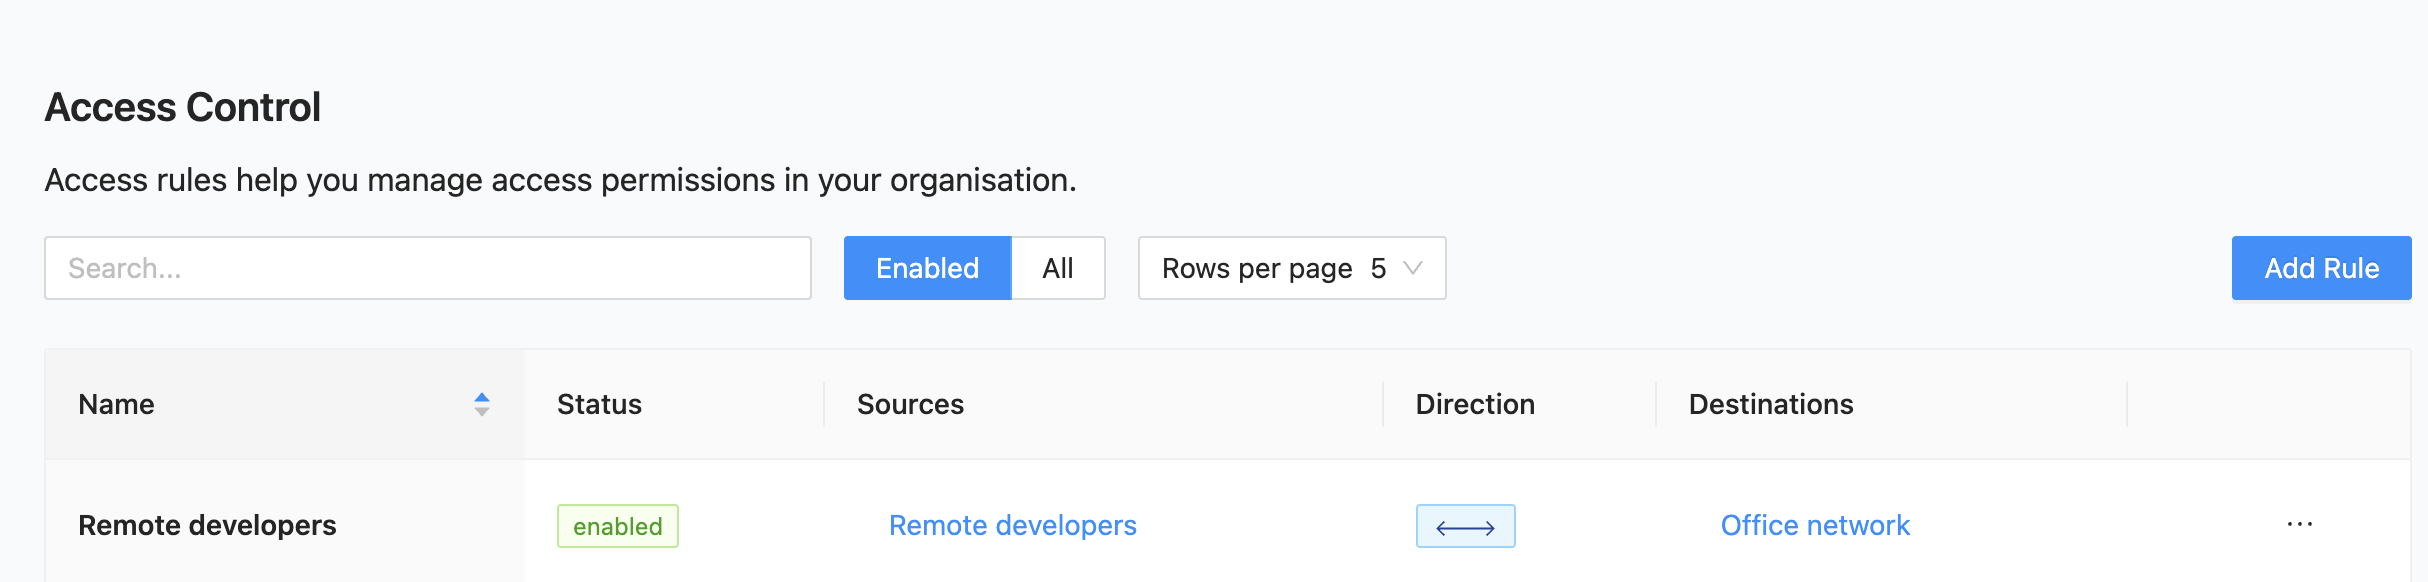 Access Control
Access rules help you manage access permissions in your organisation.
Search... Enabled All Rows per page 5 Add Rule
Name Status Sources Direction Destinations
Remote developers enabled Remote developers Office network ...